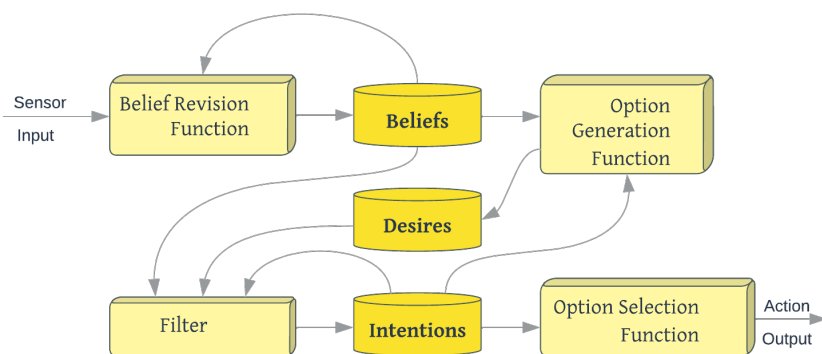 Sensor
Input
Belief Revision
Function
Beliefs
Option
Generation
Function
Desires
Filter
Intentions
Option Selection
Function
Action
Output